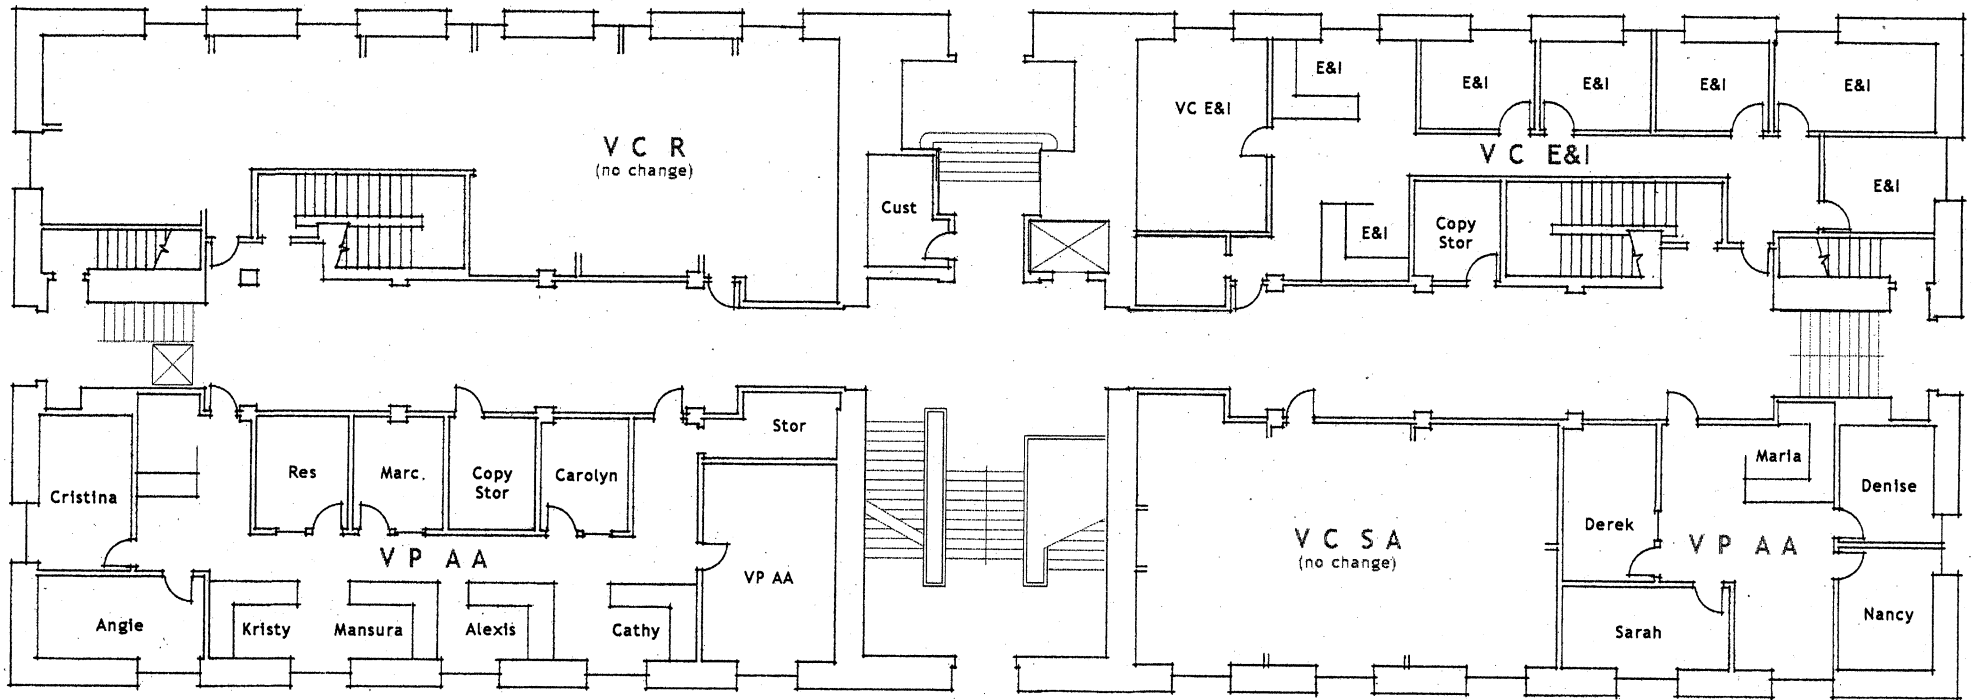 V C R
(no change)
Cust
VC E&I
E&I
E&I
E&I
E&I
E&I
V C E&I
E&I
E&I
Copy
Stor
Cristina
Res
Marc.
Copy
Stor
Carolyn
Stor
V P A A
VP AA
Angie
Kristy
Mansura
Alexis
Cathy
V C S A
(no change)
Derek
Maria
Denise
V P A A
Sarah
Nancy